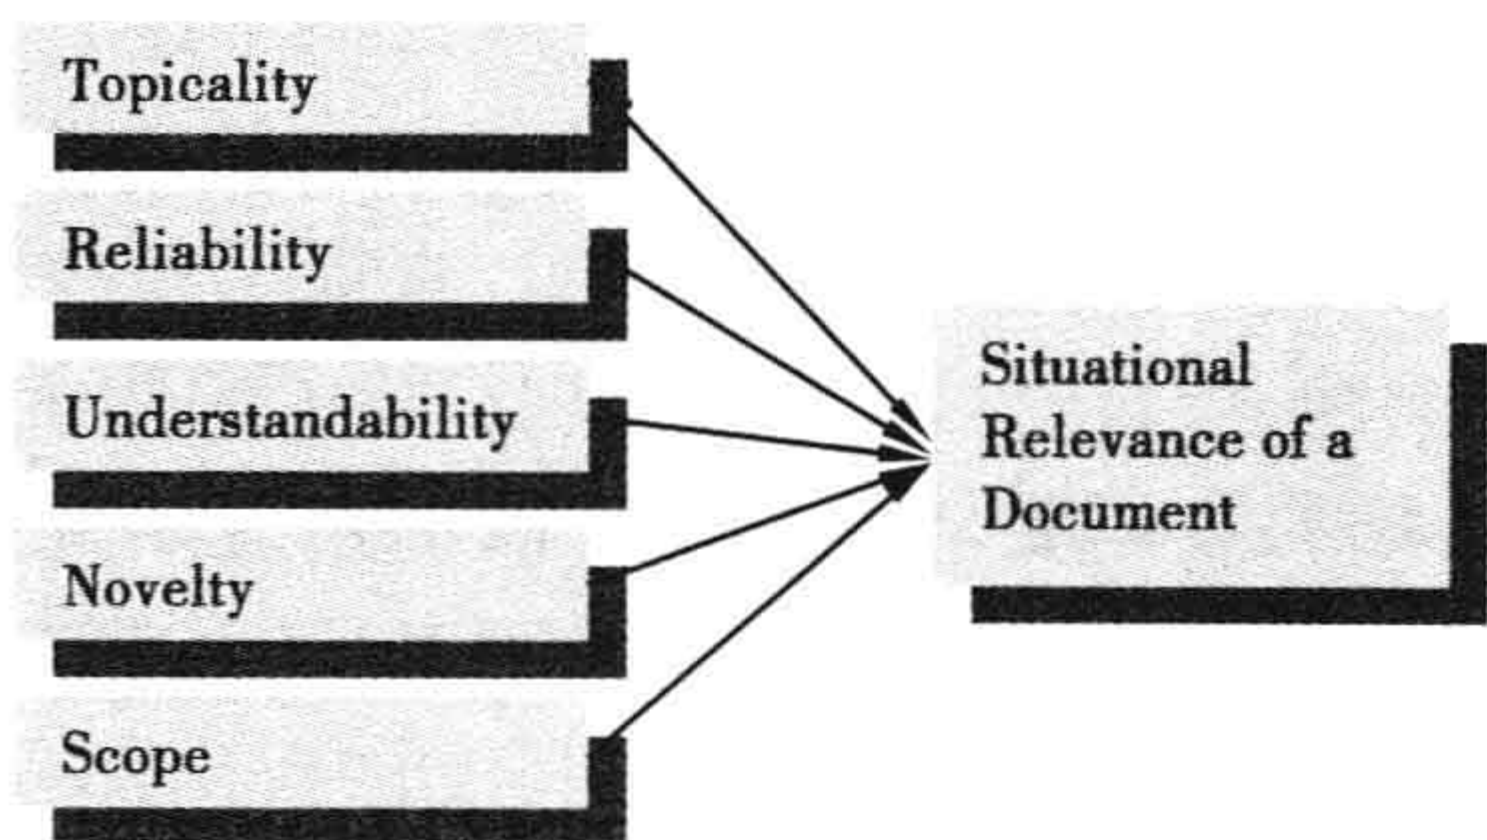 Topicality
Reliability
Understandability
Novelty
Scope
Situational
Relevance of a
Document